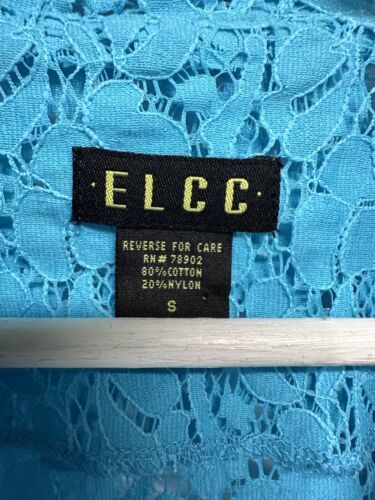 · ELCC ·
REVERSE FOR CARE
RN# 78902
80% COTTON
20% NYLON
S